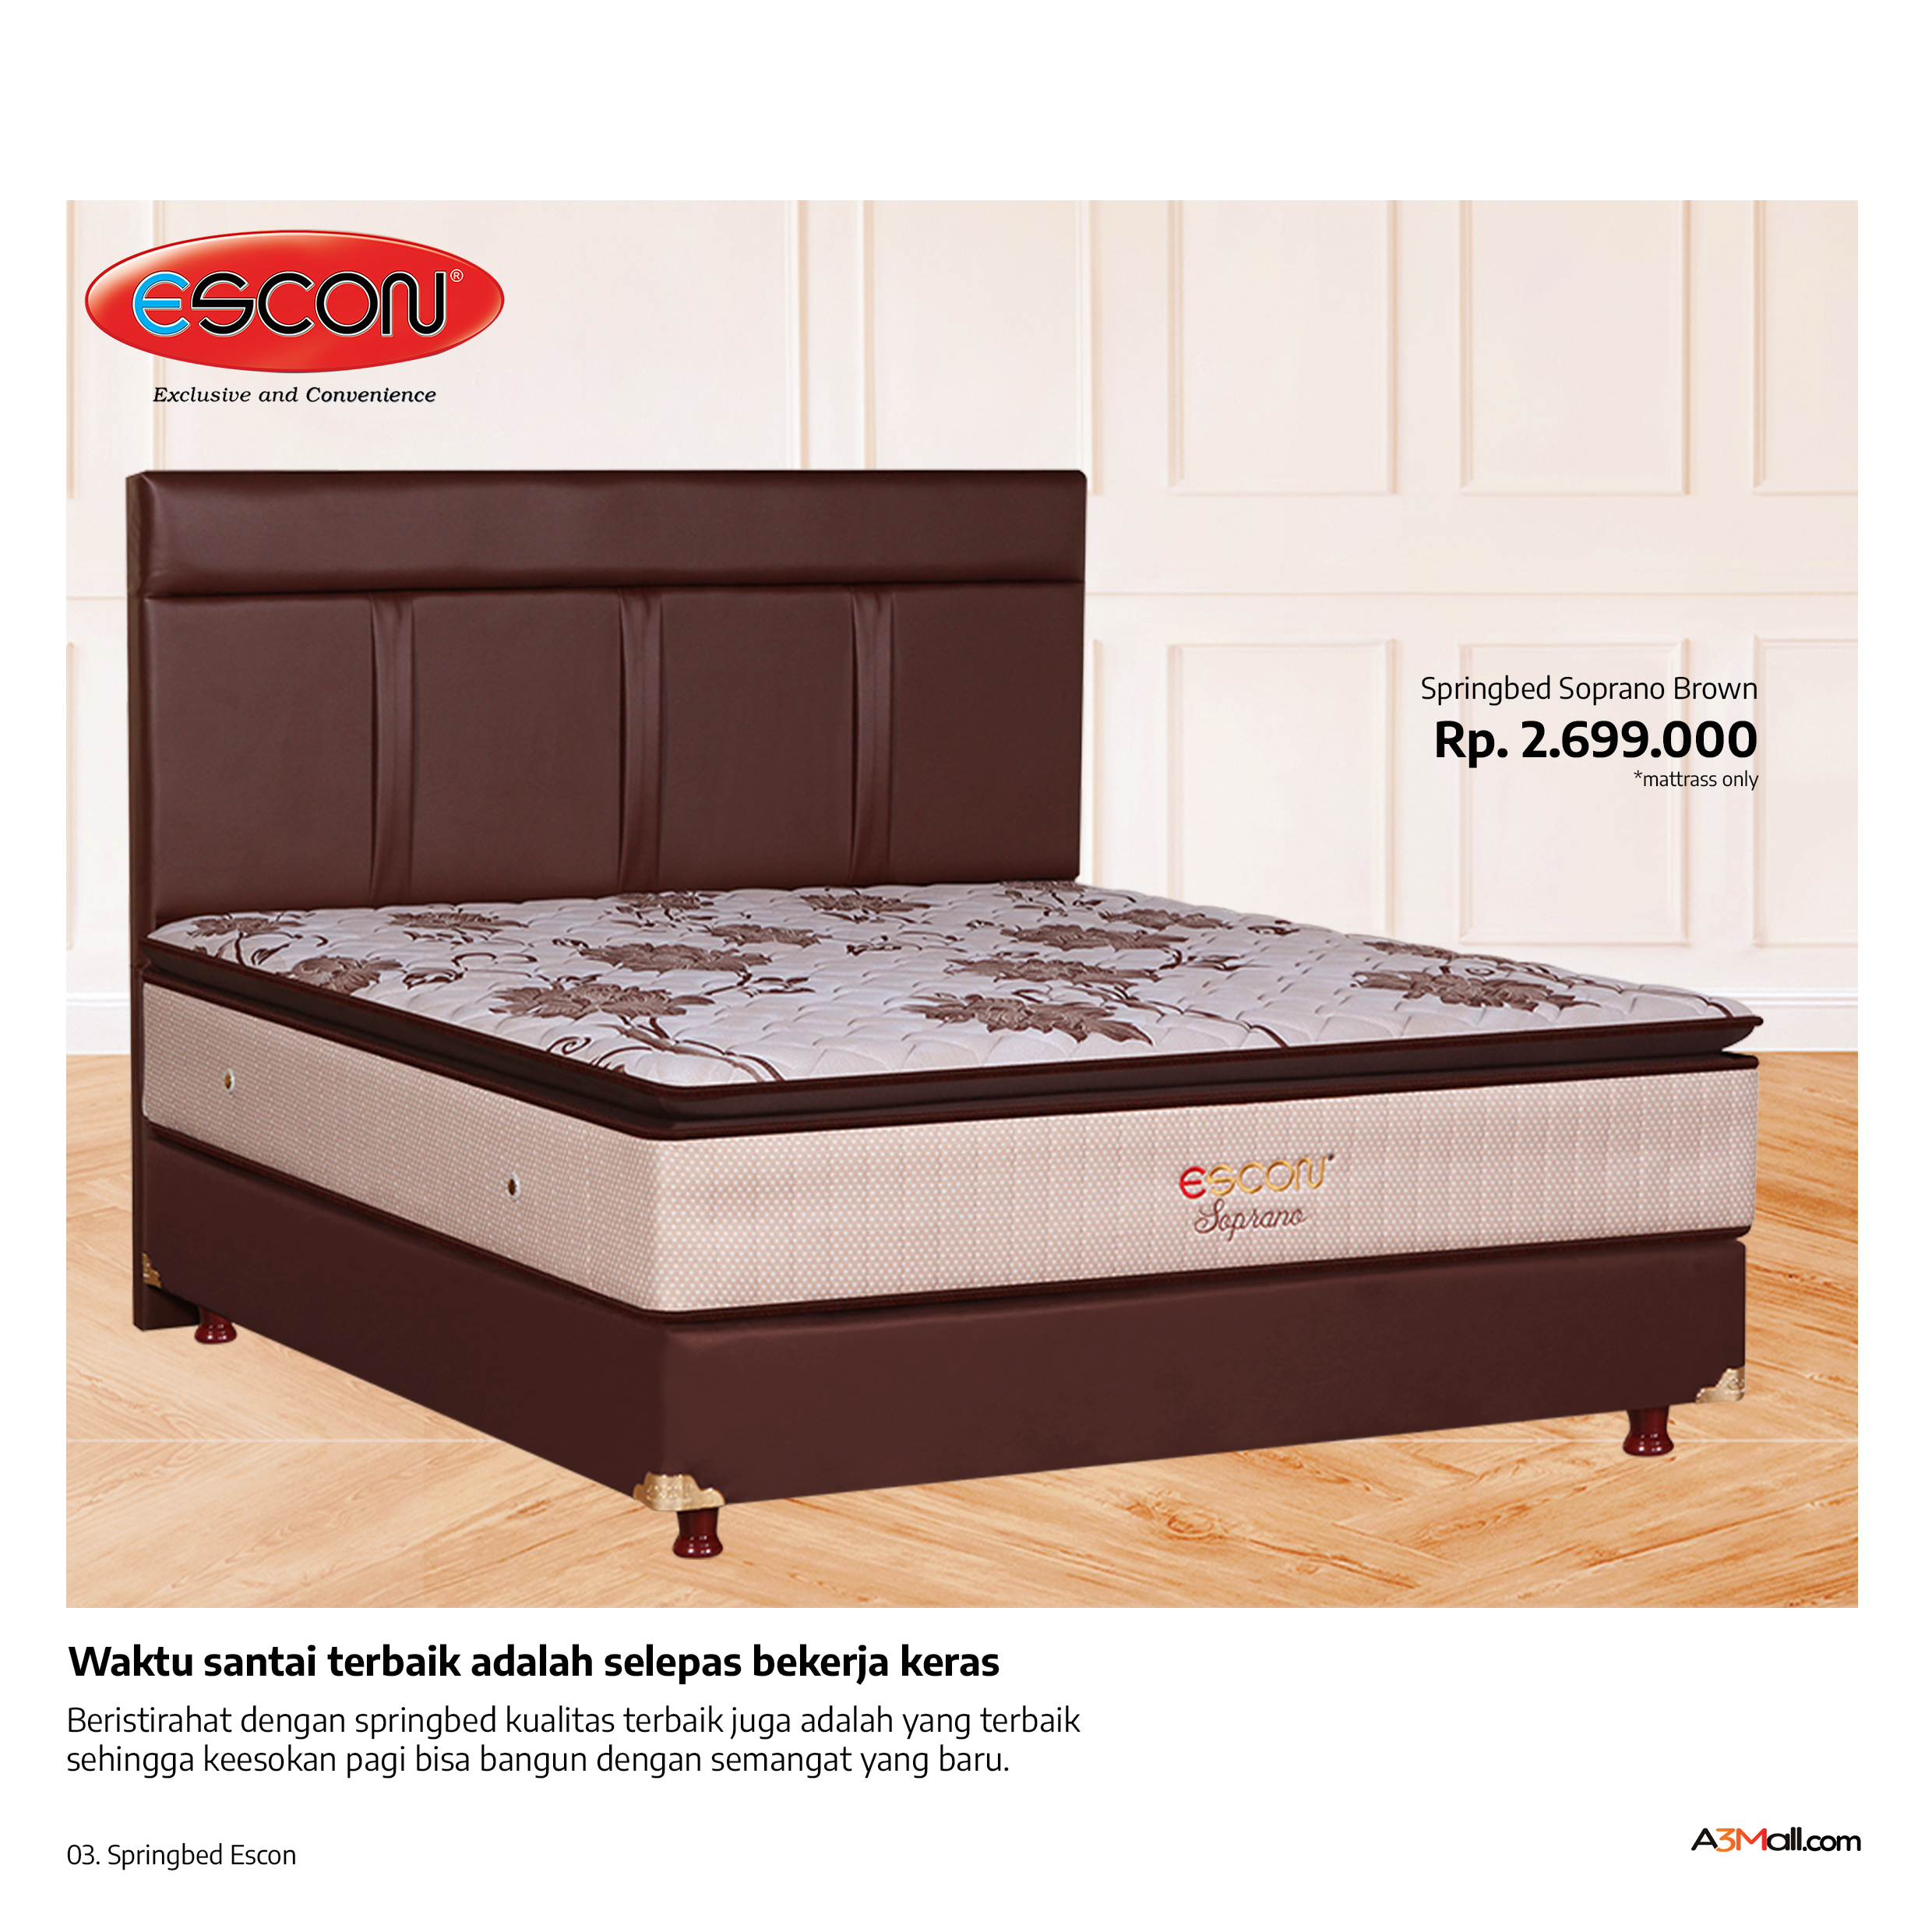 ESCON®
Exclusive and Convenience
Springbed Soprano Brown
Rp. 2.699.000
*mattrass only
ESCON
Soprano
Waktu santai terbaik adalah selepas bekerja keras
Beristirahat dengan springbed kualitas terbaik juga adalah yang terbaik
sehingga keesokan pagi bisa bangun dengan semangat yang baru.
03. Springbed Escon
A3Mall.com